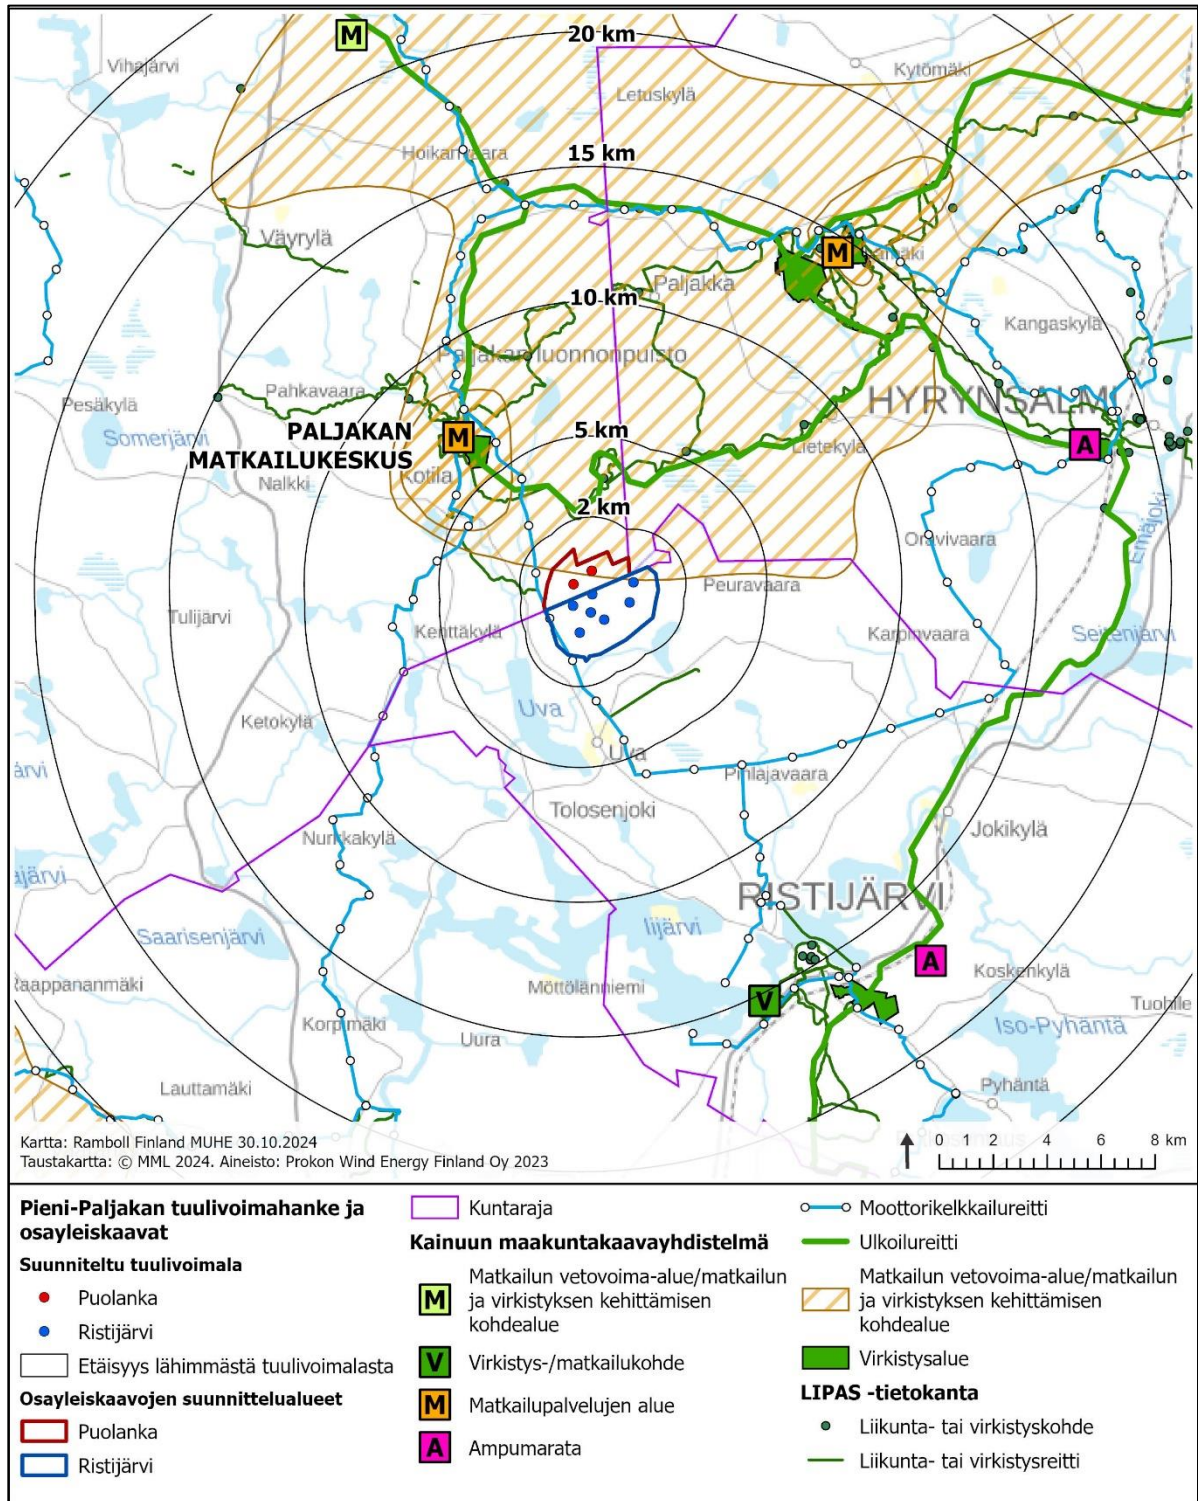 M
20 km
Vihajärvi
Kytömäki
Letuskylä
15 km
Hoikanvaara
Väyrylä
M
Paljakka
10 km
Kangaskylä
Paljakan luonnonpuisto
Pahkavaara
HYRYNSALMI
Pesäkylä
PALJAKAN
MATKAILUKESKUS
M
5 km
A
Somerjärvi
Lietekylä
Kotila
Nalkki
2 km
Emäjoki
Oravivaara
Peuravaara
Tulijärvi
Kenttäkylä
Karpinvaara
Seitenjärvi
Uva
Ketokylä
Uva
ärvi
Pihlajavaara
Tolosenjoki
Nurkkakylä
Jokikylä
ajärvi
RISTIJÄRVI
Iijärvi
Saarisenjärvi
A
Koskenkylä
Raappananmäki
Möttölänniemi
V
Tuohile
Korpimäki
Iso-Pyhäntä
Uura
Lauttamäki
Pyhäntä
Kartta: Ramboll Finland MUHE 30.10.2024
Taustakartta: © MML 2024. Aineisto: Prokon Wind Energy Finland Oy 2023
0 1 2 4 6 8 km
Pieni-Paljakan tuulivoimahanke ja
osayleiskaavat
Suunniteltu tuulivoimala
Puolanka
Ristijärvi
Etäisyys lähimmästä tuulivoimalasta
Osayleiskaavojen suunnittelualueet
Puolanka
Ristijärvi
Kuntaraja
Kainuun maakuntakaavayhdistelmä
M Matkailun vetovoima-alue/matkailun
ja virkistyksen kehittämisen
kohdealue
V Virkistys-/matkailukohde
M Matkailupalvelujen alue
A Ampumarata
Moottorikelkkailureitti
Ulkoilureitti
Matkailun vetovoima-alue/matkailun
ja virkistyksen kehittämisen
kohdealue
Virkistysalue
LIPAS -tietokanta
Liikunta- tai virkistyskohde
Liikunta- tai virkistysreitti